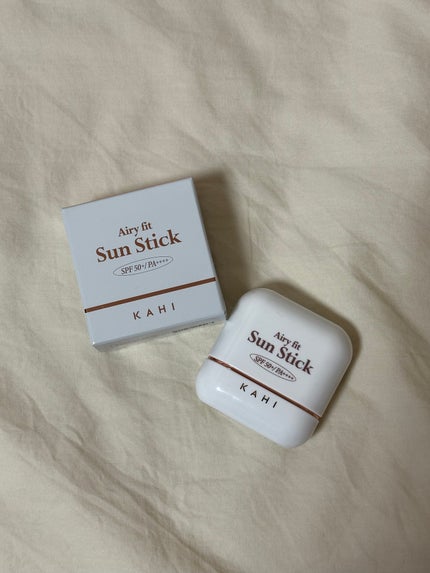 Airy fit
Sun Stick
SPF 50+/PA++++
KAHI
Airy fit
Sun Stick
SPF 50+/PA++++
KAHI